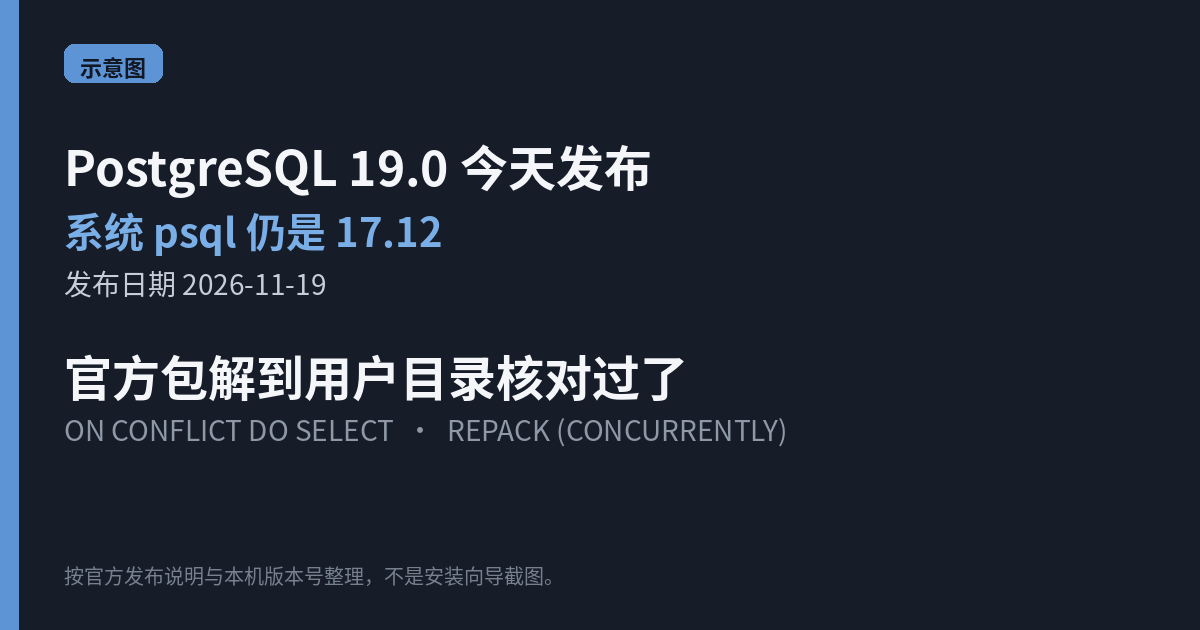 示意图
PostgreSQL 19.0 今天发布
系统 psql 仍是 17.12
发布日期 2026-11-19
官方包解到用户目录核对过了
ON CONFLICT DO SELECT · REPACK (CONCURRENTLY)
按官方发布说明与本机版本号整理，不是安装向导截图。